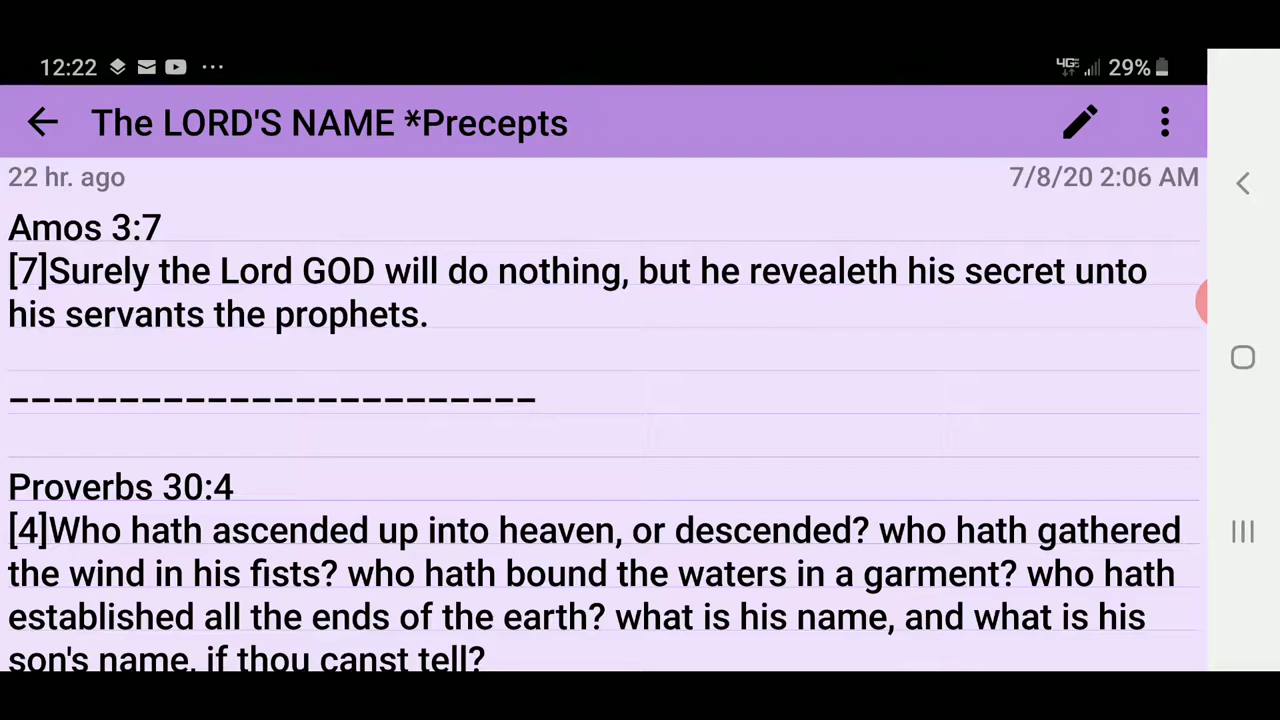 12:22 ... 29%
The LORD'S NAME *Precepts
22 hr. ago 7/8/20 2:06 AM
Amos 3:7
[7]Surely the Lord GOD will do nothing, but he revealeth his secret unto
his servants the prophets.
________________________
Proverbs 30:4
[4]Who hath ascended up into heaven, or descended? who hath gathered
the wind in his fists? who hath bound the waters in a garment? who hath
established all the ends of the earth? what is his name, and what is his
son's name, if thou canst tell?